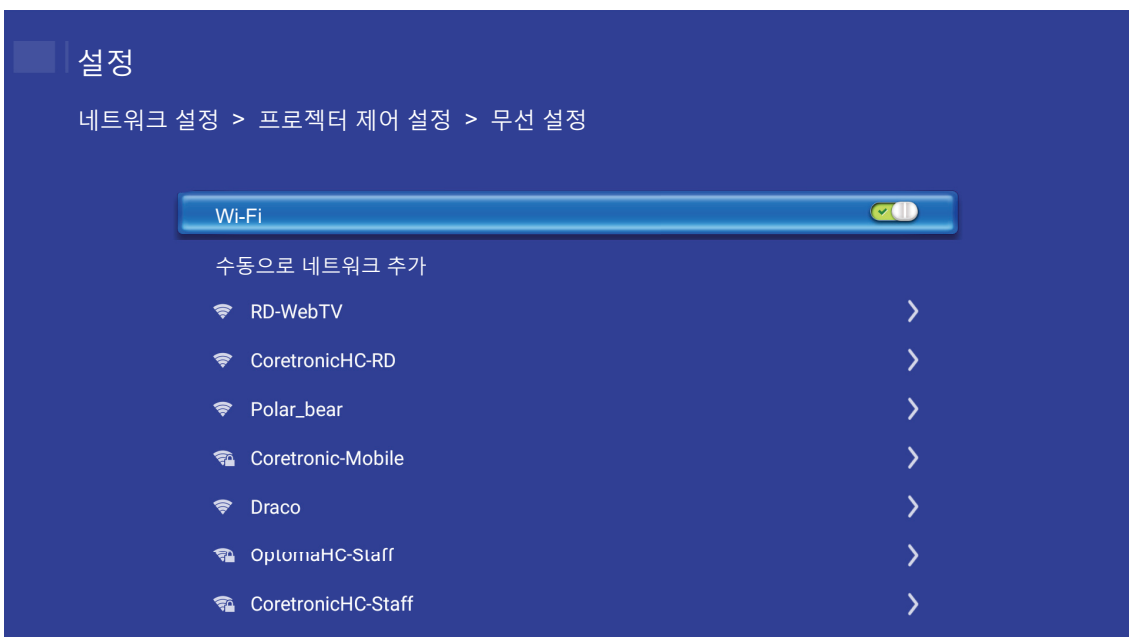 설정
네트워크 설정 > 프로젝터 제어 설정 > 무선 설정
Wi-Fi
수동으로 네트워크 추가
RD-WebTV
CoretronicHC-RD
Polar_bear
Coretronic-Mobile
Draco
OptomaHC-Staff
CoretronicHC-Staff